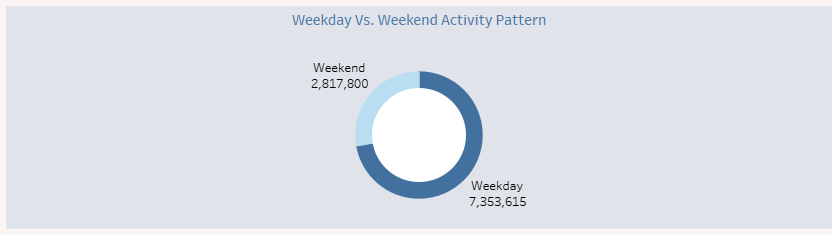 Weekday Vs. Weekend Activity Pattern
Weekend
2,817,800
Weekday
7,353,615